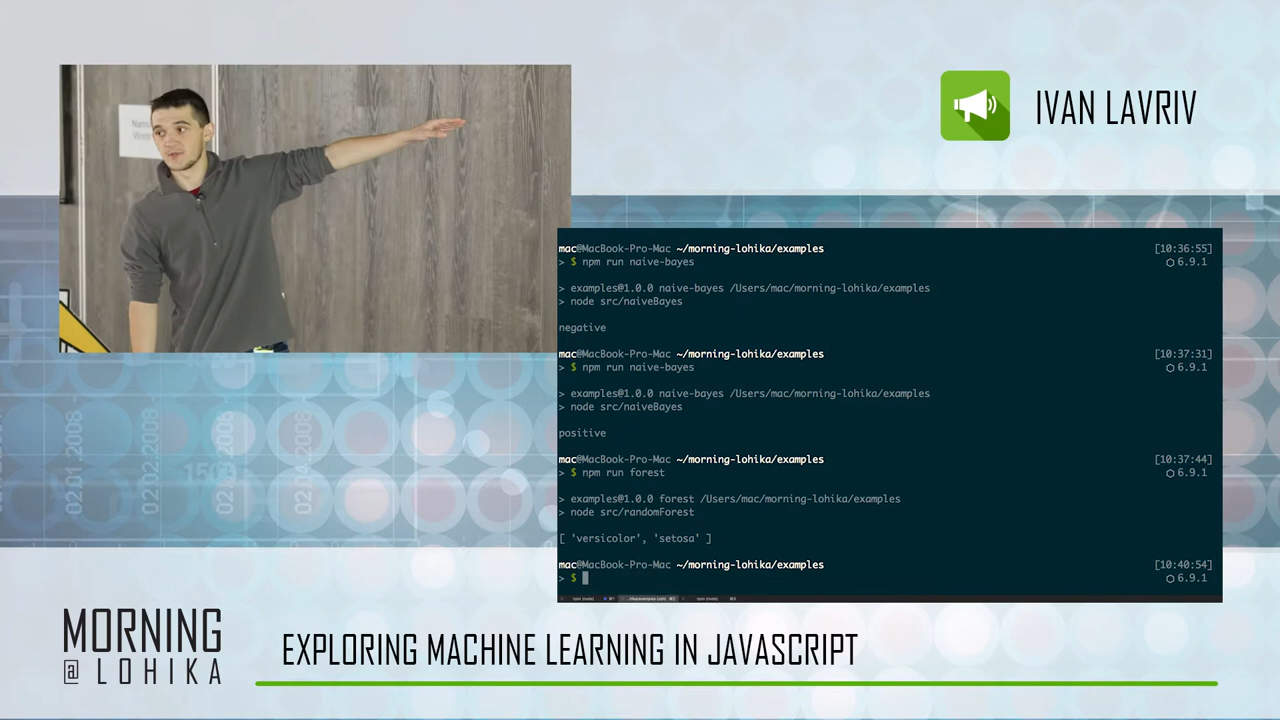 IVAN LAVRIV
mac@MacBook-Pro-Mac ~/morning-lohika/examples [10:36:55]
> $ npm run naive-bayes ⬡ 6.9.1
> examples@1.0.0 naive-bayes /Users/mac/morning-lohika/examples
> node src/naiveBayes
negative
mac@MacBook-Pro-Mac ~/morning-lohika/examples [10:37:31]
> $ npm run naive-bayes ⬡ 6.9.1
> examples@1.0.0 naive-bayes /Users/mac/morning-lohika/examples
> node src/naiveBayes
positive
mac@MacBook-Pro-Mac ~/morning-lohika/examples [10:37:44]
> $ npm run forest ⬡ 6.9.1
> examples@1.0.0 forest /Users/mac/morning-lohika/examples
> node src/randomForest
[ 'versicolor', 'setosa' ]
mac@MacBook-Pro-Mac ~/morning-lohika/examples [10:40:54]
> $ ⬡ 6.9.1
02.01.2008
02.02.2008
MORNING
@ LOHIKA
EXPLORING MACHINE LEARNING IN JAVASCRIPT